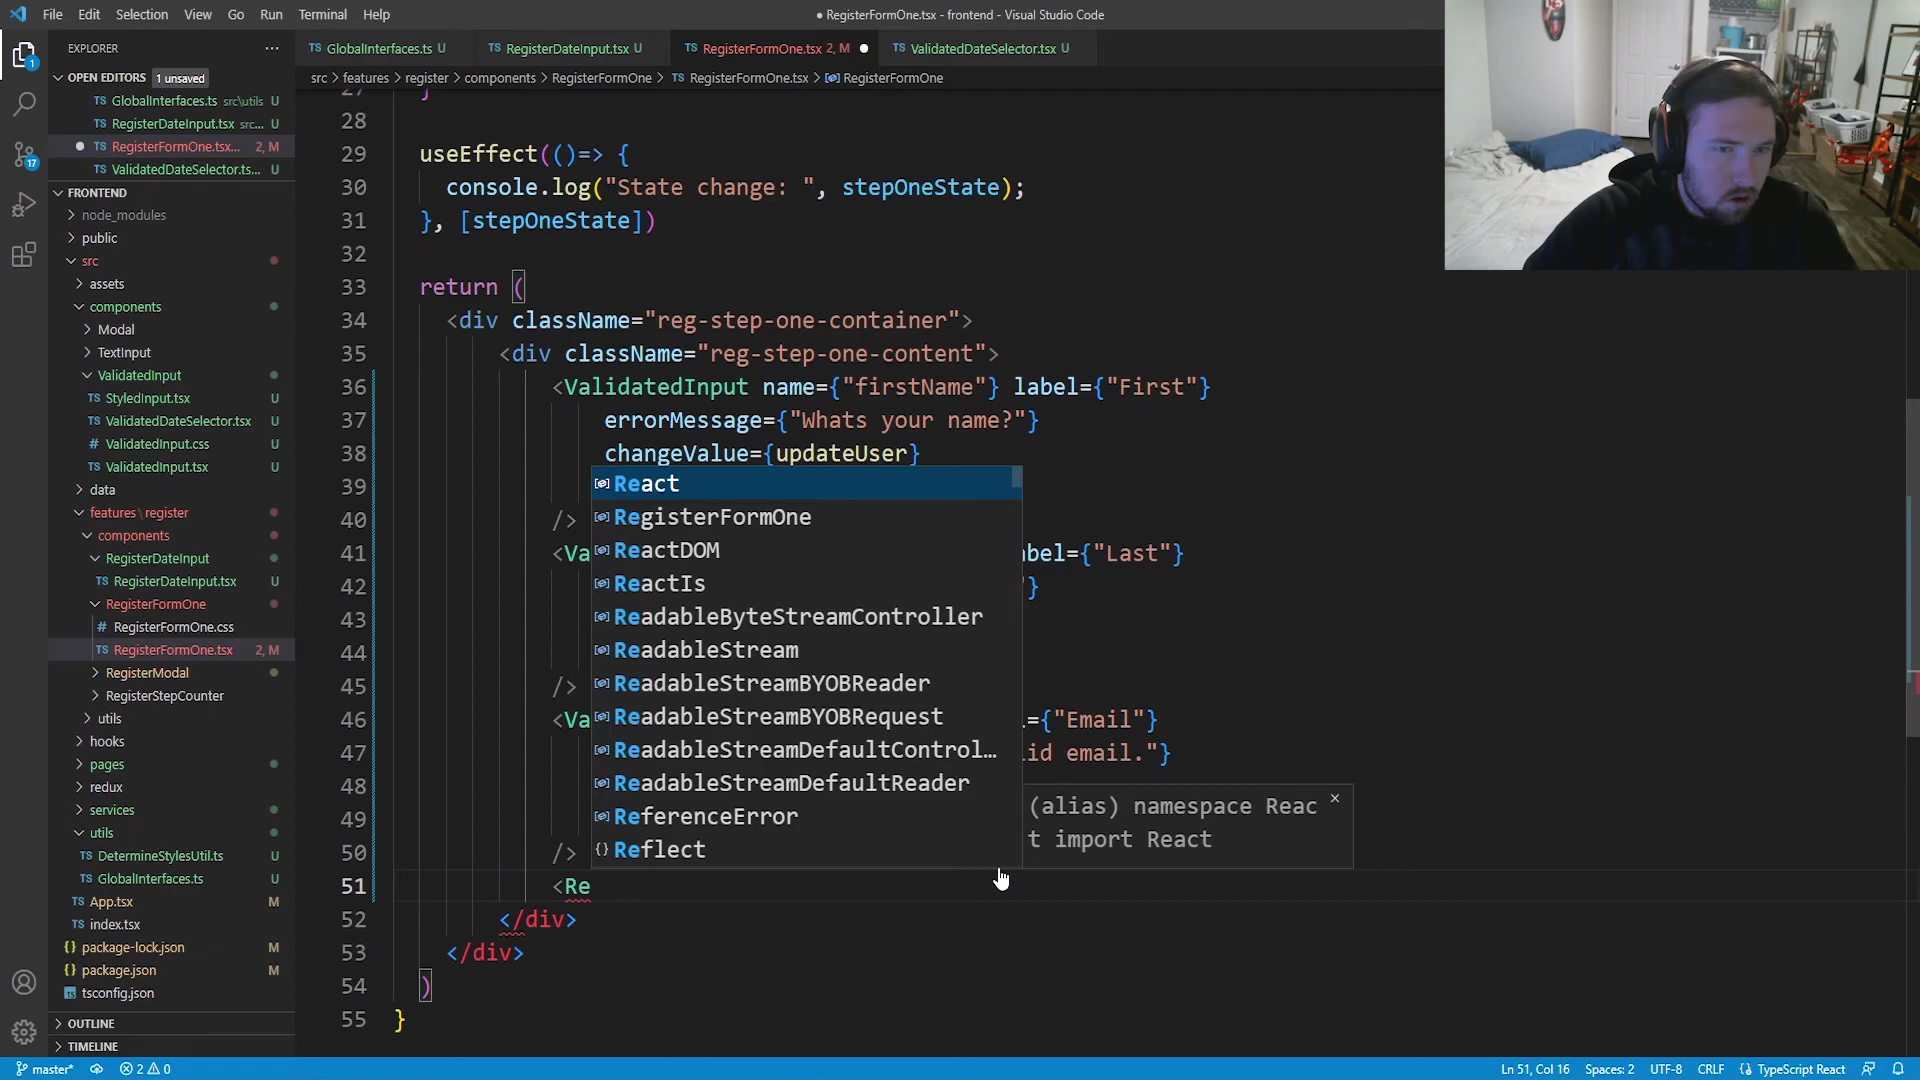 File Edit Selection View Go Run Terminal Help
● RegisterFormOne.tsx - frontend - Visual Studio Code
EXPLORER ···
TS GlobalInterfaces.ts U
TS RegisterDateInput.tsx U
TS RegisterFormOne.tsx 2, M ●
TS ValidatedDateSelector.tsx U
src > features > register > components > RegisterFormOne > TS RegisterFormOne.tsx > RegisterFormOne
1
17
OPEN EDITORS 1 unsaved
TS GlobalInterfaces.ts src\utils U
TS RegisterDateInput.tsx src... U
● TS RegisterFormOne.tsx... 2, M
TS ValidatedDateSelector.ts... U
FRONTEND
node_modules
public
src
assets
components
Modal
TextInput
ValidatedInput
TS StyledInput.tsx U
TS ValidatedDateSelector.tsx U
# ValidatedInput.css U
TS ValidatedInput.tsx U
data
features\register
components
RegisterDateInput
TS RegisterDateInput.tsx U
RegisterFormOne
# RegisterFormOne.css
TS RegisterFormOne.tsx 2, M
RegisterModal
RegisterStepCounter
utils
hooks
pages
redux
services
utils
TS DetermineStylesUtil.ts U
TS GlobalInterfaces.ts U
TS App.tsx M
TS index.tsx
{} package-lock.json M
{} package.json M
tsconfig.json
OUTLINE
TIMELINE
27 }
28
29 useEffect(()=> {
30 console.log("State change: ", stepOneState);
31 }, [stepOneState])
32
33 return (
34 <div className="reg-step-one-container">
35 <div className="reg-step-one-content">
36 <ValidatedInput name={"firstName"} label={"First"}
37 errorMessage={"Whats your name?"}
38 changeValue={updateUser}
39
40 />
41 <Va bel={"Last"}
42 "}
43
44
45 />
46 <Va ={"Email"}
47 id email."}
48
49
50 />
51 <Re
52 </div>
53 </div>
54 )
55 }
React
RegisterFormOne
ReactDOM
ReactIs
ReadableByteStreamController
ReadableStream
ReadableStreamBYOBReader
ReadableStreamBYOBRequest
ReadableStreamDefaultControl…
ReadableStreamDefaultReader
ReferenceError
{} Reflect
(alias) namespace Reac
t import React
×
master* 2 0
Ln 51, Col 16 Spaces: 2 UTF-8 CRLF {} TypeScript React